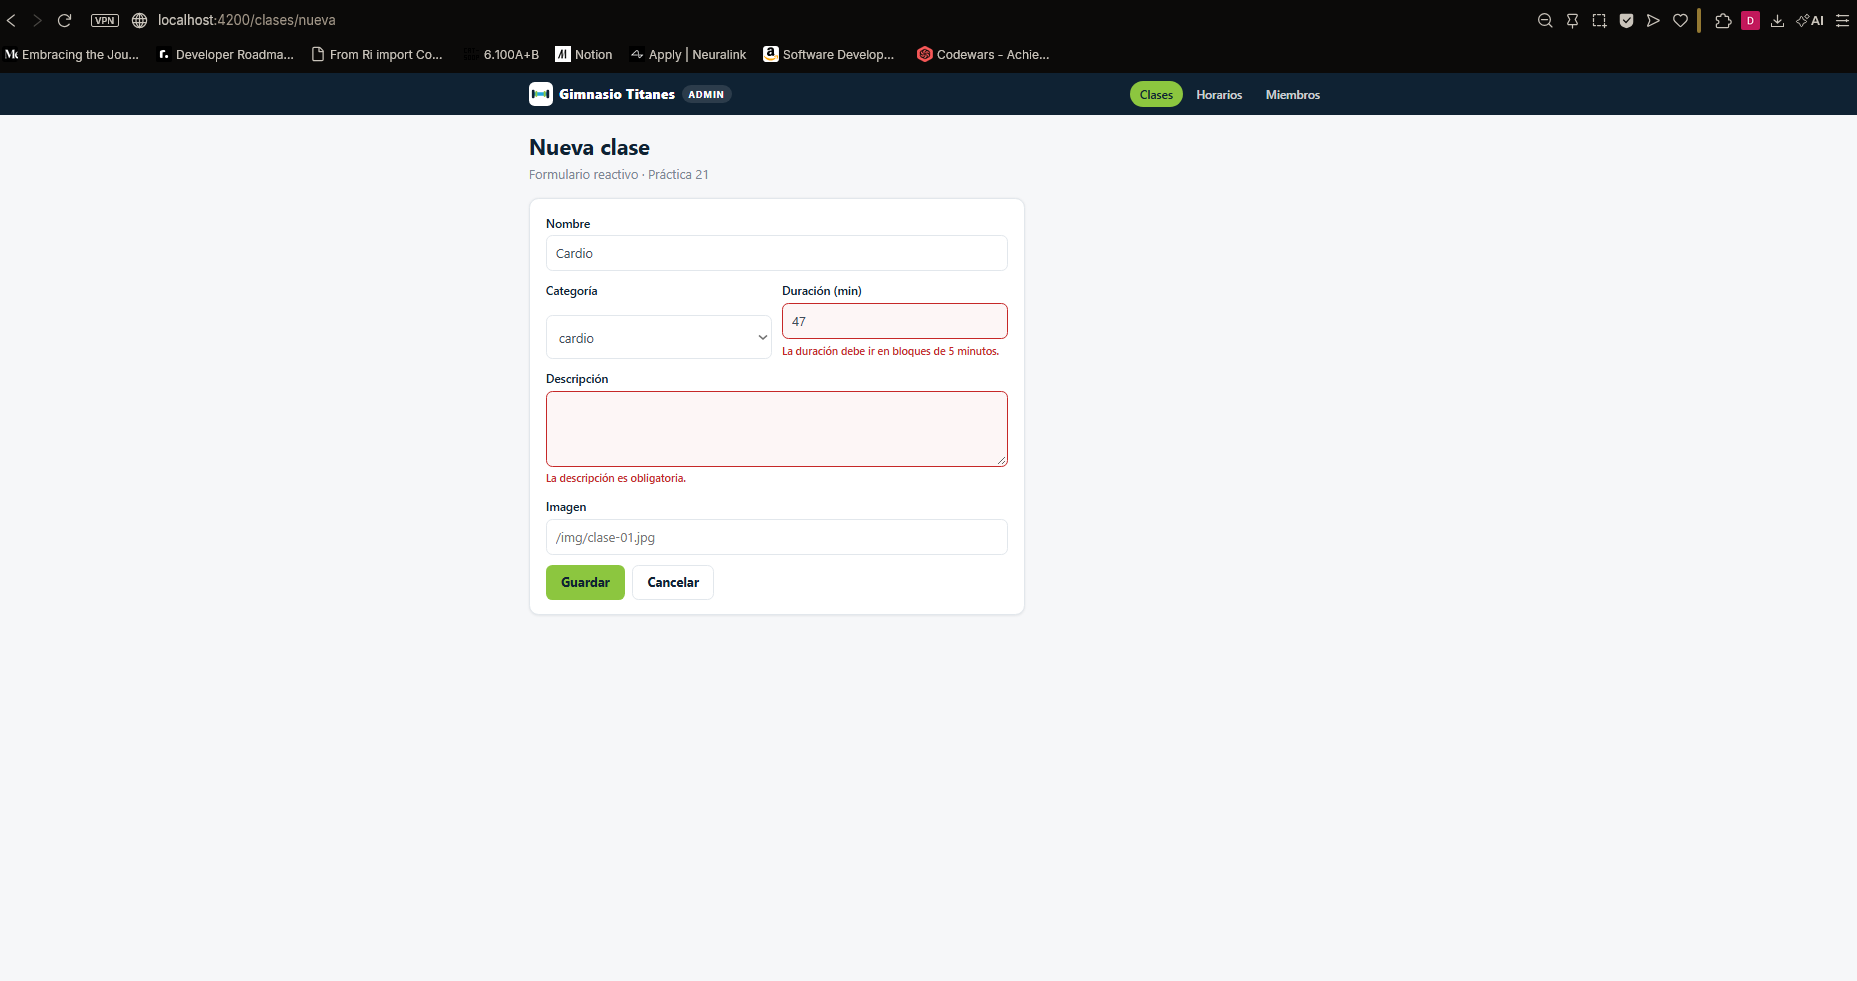 VPN localhost:4200/clases/nueva D AI
Embracing the Jou... Developer Roadma... From Ri import Co... 6.100A+B Notion Apply | Neuralink Software Develop... Codewars - Achie...
Gimnasio Titanes ADMIN Clases Horarios Miembros
Nueva clase
Formulario reactivo · Práctica 21
Nombre
Cardio
Categoría Duración (min)
cardio 47
La duración debe ir en bloques de 5 minutos.
Descripción
La descripción es obligatoria.
Imagen
/img/clase-01.jpg
Guardar Cancelar